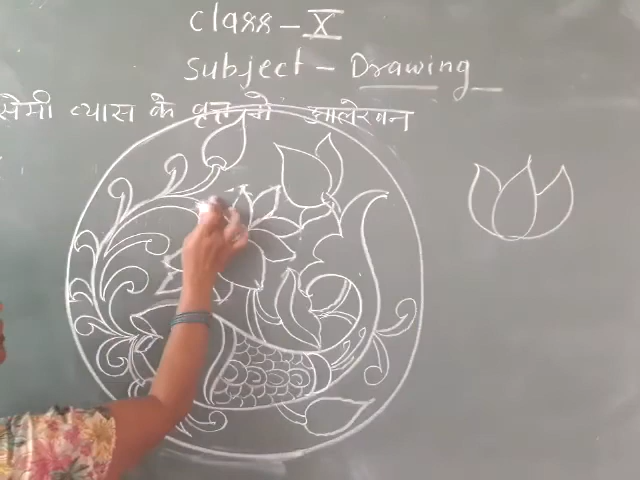 Class - X
Subject - Drawing
सेमी व्यास के वृत्त मे आलेखन